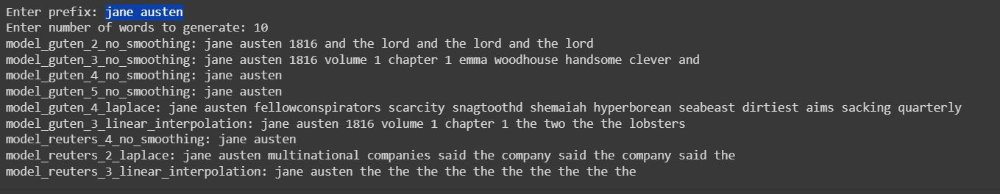 Enter prefix: jane austen
Enter number of words to generate: 10
model_guten_2_no_smoothing: jane austen 1816 and the lord and the lord and the lord
model_guten_3_no_smoothing: jane austen 1816 volume 1 chapter 1 emma woodhouse handsome clever and
model_guten_4_no_smoothing: jane austen
model_guten_5_no_smoothing: jane austen
model_guten_4_laplace: jane austen fellowconspirators scarcity snagtoothd shemaiah hyperborean seabeast dirtiest aims sacking quarterly
model_guten_3_linear_interpolation: jane austen 1816 volume 1 chapter 1 the two the the lobsters
model_reuters_4_no_smoothing: jane austen
model_reuters_2_laplace: jane austen multinational companies said the company said the company said the
model_reuters_3_linear_interpolation: jane austen the the the the the the the the the the